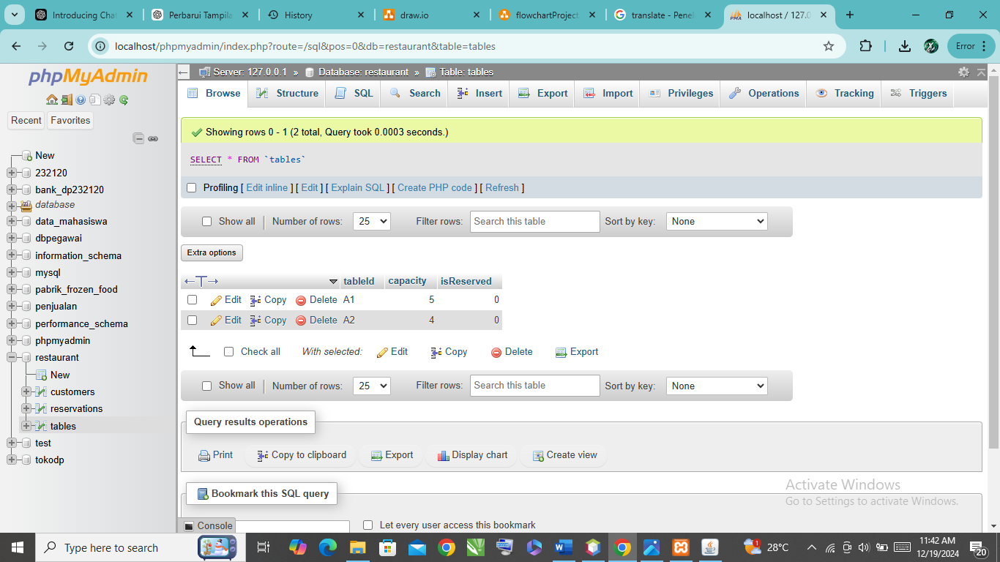 Introducing Cha
Perbarui Tampila
History
draw.io
flowchartProject
translate - Pene
localhost / 127.0
localhost/phpmyadmin/index.php?route=/sql&pos=0&db=restaurant&table=tables
Error
phpMyAdmin
Recent Favorites
New
232120
bank_dp232120
database
data_mahasiswa
dbpegawai
information_schema
mysql
pabrik_frozen_food
penjualan
performance_schema
phpmyadmin
restaurant
New
customers
reservations
tables
test
tokodp
Server: 127.0.0.1 » Database: restaurant » Table: tables
Browse Structure SQL Search Insert Export Import Privileges Operations Tracking Triggers
Showing rows 0 - 1 (2 total, Query took 0.0003 seconds.)
SELECT * FROM `tables`
Profiling [ Edit inline ] [ Edit ] [ Explain SQL ] [ Create PHP code ] [ Refresh ]
Show all Number of rows: 25 Filter rows: Search this table Sort by key: None
Extra options
tableId capacity isReserved
Edit Copy Delete A1 5 0
Edit Copy Delete A2 4 0
Check all With selected: Edit Copy Delete Export
Show all Number of rows: 25 Filter rows: Search this table Sort by key: None
Query results operations
Print Copy to clipboard Export Display chart Create view
Bookmark this SQL query
Console
Let every user access this bookmark
Activate Windows
Go to Settings to activate Windows.
Type here to search
28°C
11:42 AM
12/19/2024
20